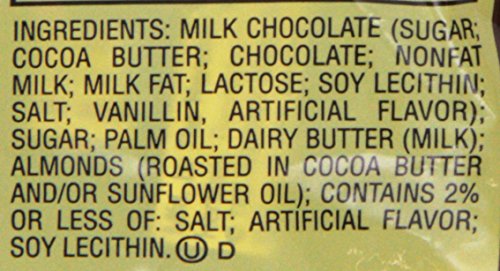 INGREDIENTS: MILK CHOCOLATE (SUGAR;
COCOA BUTTER; CHOCOLATE; NONFAT
MILK; MILK FAT; LACTOSE; SOY LECITHIN;
SALT; VANILLIN, ARTIFICIAL FLAVOR);
SUGAR; PALM OIL; DAIRY BUTTER (MILK);
ALMONDS (ROASTED IN COCOA BUTTER
AND/OR SUNFLOWER OIL); CONTAINS 2%
OR LESS OF: SALT; ARTIFICIAL FLAVOR;
SOY LECITHIN. Ⓤ D